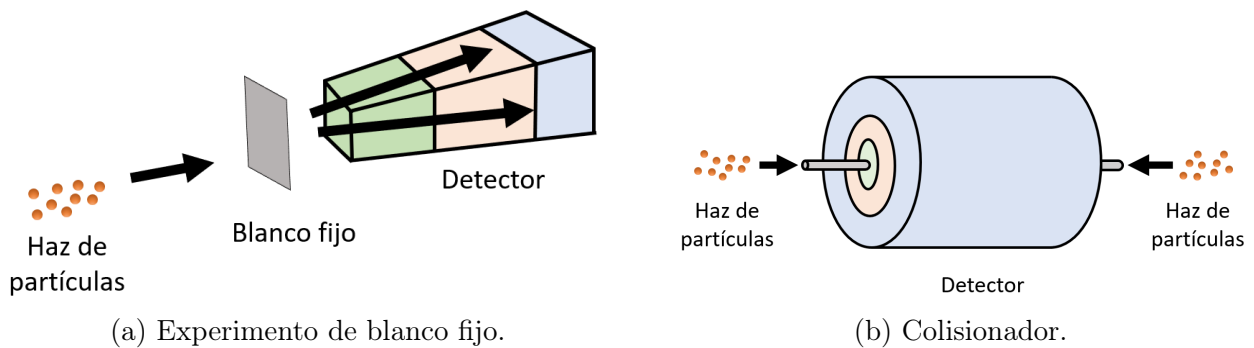 Haz de
partículas
Blanco fijo
Detector
(a) Experimento de blanco fijo.
Haz de
partículas
Detector
Haz de
partículas
(b) Colisionador.